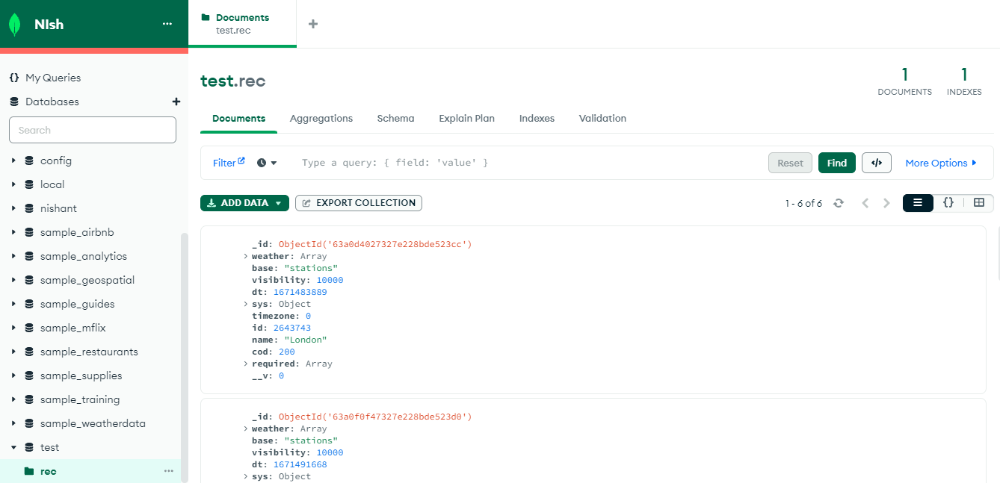 NIsh
...
My Queries
Databases
Search
config
local
nishant
sample_airbnb
sample_analytics
sample_geospatial
sample_guides
sample_mflix
sample_restaurants
sample_supplies
sample_training
sample_weatherdata
test
rec
...
Documents
test.rec
+
test.rec
1
DOCUMENTS
1
INDEXES
Documents Aggregations Schema Explain Plan Indexes Validation
Filter Type a query: { field: 'value' } Reset Find </> More Options
ADD DATA EXPORT COLLECTION 1 - 6 of 6 {}
_id: ObjectId('63a0d4027327e228bde523cc')
weather: Array
base: "stations"
visibility: 10000
dt: 1671483889
sys: Object
timezone: 0
id: 2643743
name: "London"
cod: 200
required: Array
__v: 0
_id: ObjectId('63a0f0f47327e228bde523d0')
weather: Array
base: "stations"
visibility: 10000
dt: 1671491668
sys: Object